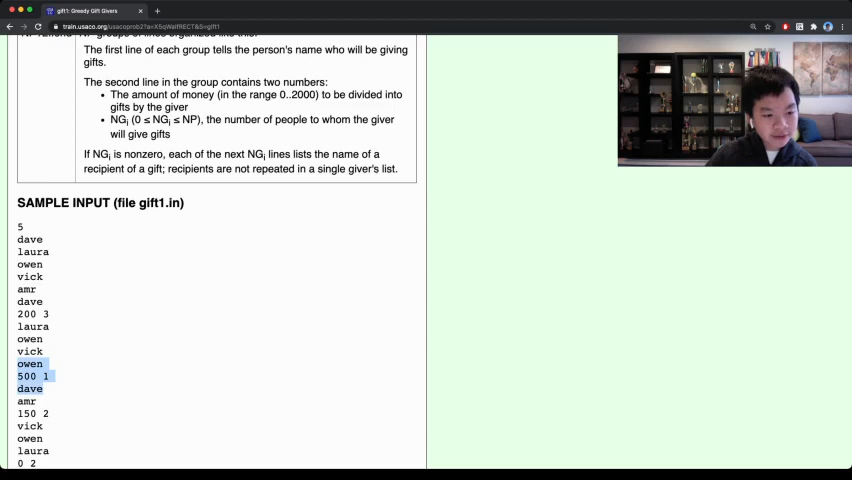 gift1: Greedy Gift Givers
train.usaco.org/usacoprob2?a=X5qWalfRECT&S=gift1
The first line of each group tells the person's name who will be giving
gifts.
The second line in the group contains two numbers:
• The amount of money (in the range 0..2000) to be divided into
gifts by the giver
• NGi (0 ≤ NGi ≤ NP), the number of people to whom the giver
will give gifts
If NGi is nonzero, each of the next NGi lines lists the name of a
recipient of a gift; recipients are not repeated in a single giver's list.
SAMPLE INPUT (file gift1.in)
5
dave
laura
owen
vick
amr
dave
200 3
laura
owen
vick
owen
500 1
dave
amr
150 2
vick
owen
laura
0 2